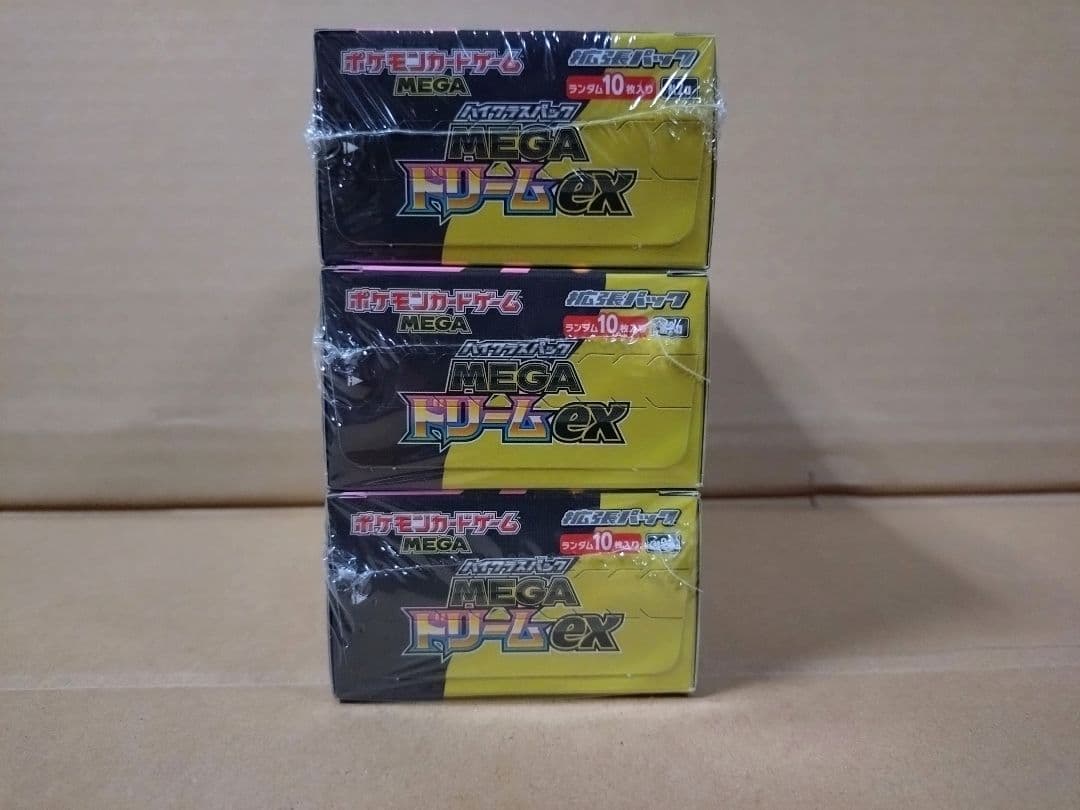 ポケモンカードゲーム
MEGA
拡張パック
ランダム10枚入り
ハイクラスパック
MEGA
ドリームex
ポケモンカードゲーム
MEGA
拡張パック
ランダム10枚入り
ハイクラスパック
MEGA
ドリームex
ポケモンカードゲーム
MEGA
拡張パック
ランダム10枚入り
ハイクラスパック
MEGA
ドリームex